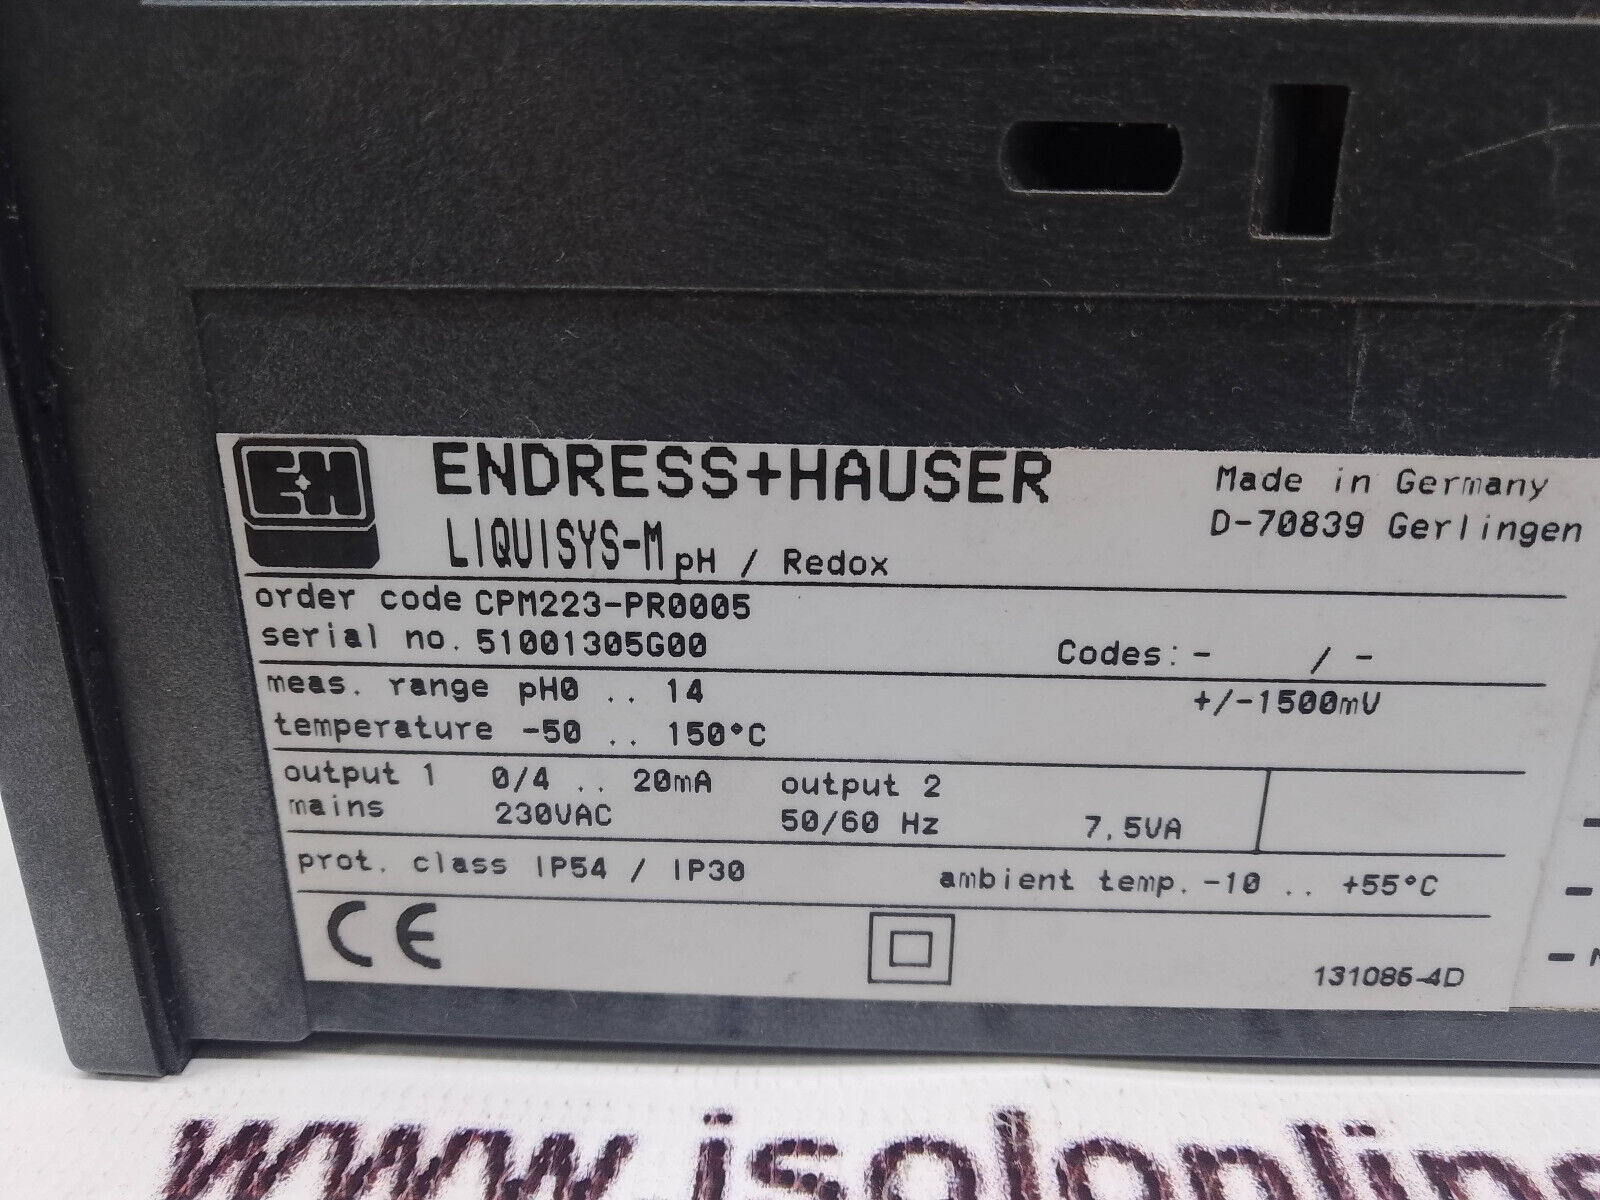 E+H
ENDRESS+HAUSER
LIQUISYS-M pH / Redox
Made in Germany
D-70839 Gerlingen
order code CPM223-PR0005
serial no. 51001305G00
Codes: - / -
meas. range pH0 .. 14 +/-1500mV
temperature -50 .. 150°C
output 1 0/4 .. 20mA output 2
mains 230VAC 50/60 Hz 7,5VA
prot. class IP54 / IP30 ambient temp. -10 .. +55°C
CE
131086-4D
www.isolonline